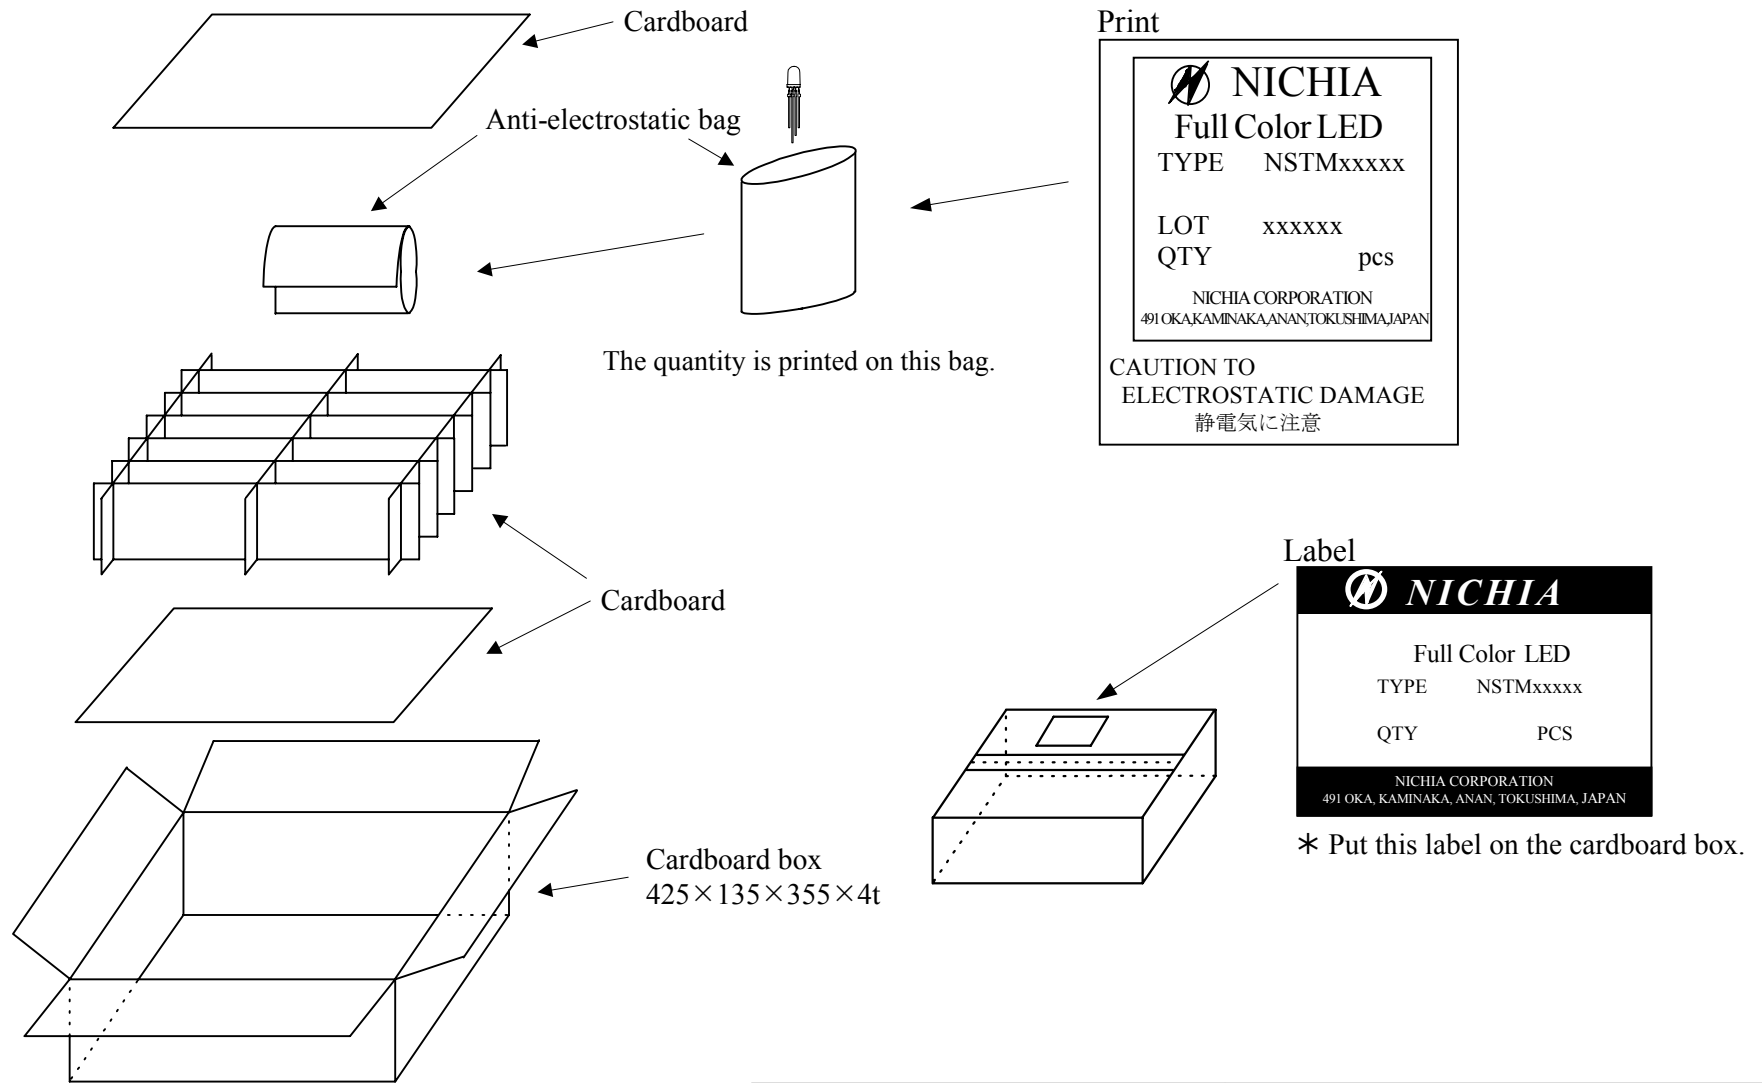 Cardboard
Anti-electrostatic bag
Print
NICHIA
Full Color LED
TYPE NSTMxxxxx
LOT xxxxxx
QTY pcs
NICHIA CORPORATION
491 OKA,KAMINAKA,ANAN,TOKUSHIMA,JAPAN
CAUTION TO
ELECTROSTATIC DAMAGE
静電気に注意
The quantity is printed on this bag.
Cardboard
Cardboard box
425×135×355×4t
Label
NICHIA
Full Color LED
TYPE NSTMxxxxx
QTY PCS
NICHIA CORPORATION
491 OKA, KAMINAKA, ANAN, TOKUSHIMA, JAPAN
＊ Put this label on the cardboard box.